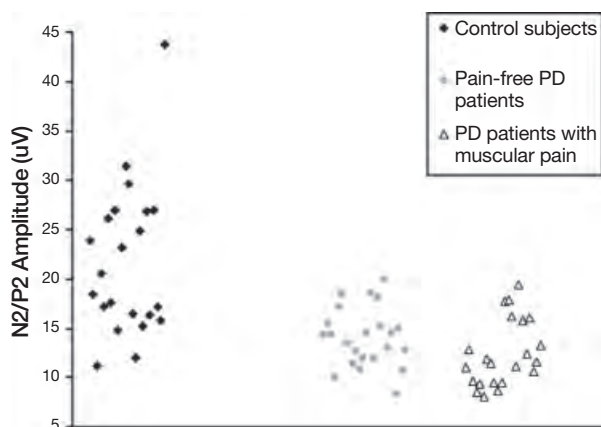 45
40
35
30
25
20
15
10
5
N2/P2 Amplitude (uV)
Control subjects
Pain-free PD
patients
PD patients with
muscular pain